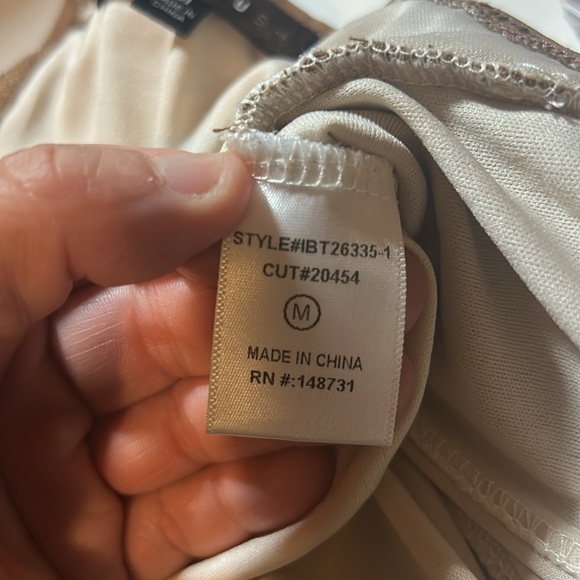 STYLE#IBT26335-1
CUT#20454
M
MADE IN CHINA
RN #:148731